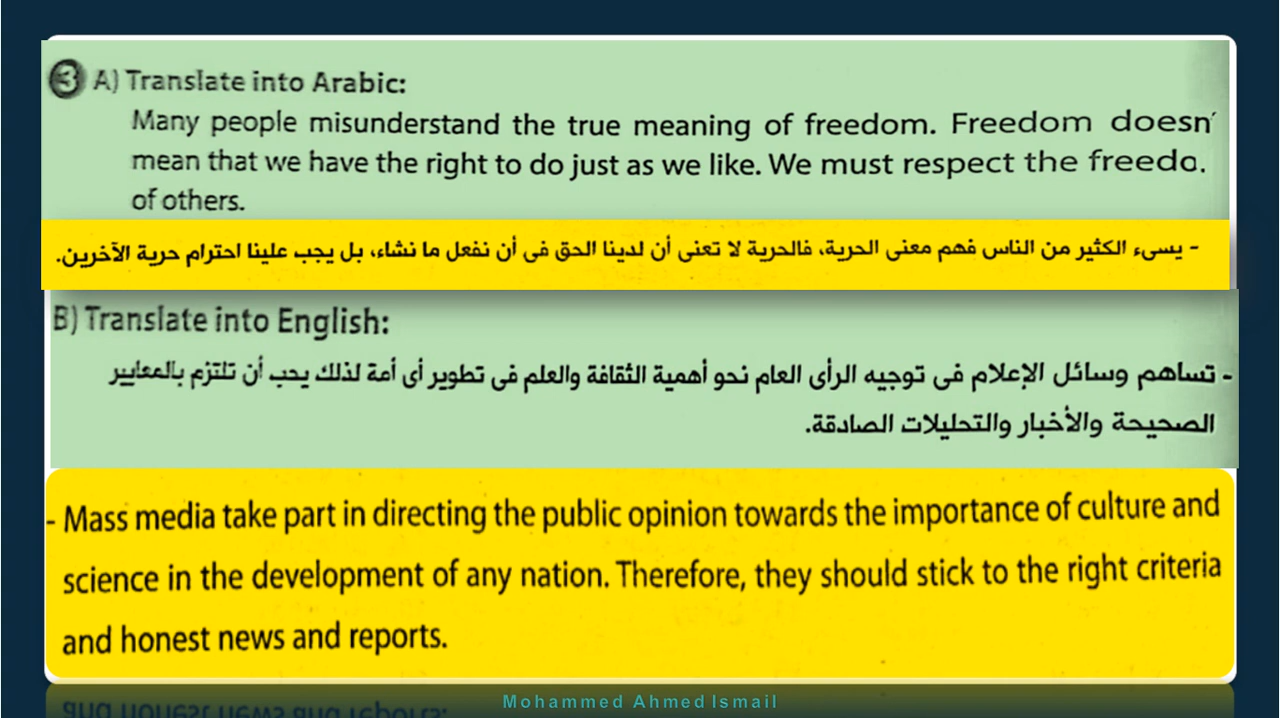 3 A) Translate into Arabic:
Many people misunderstand the true meaning of freedom. Freedom doesn'
mean that we have the right to do just as we like. We must respect the freedo.
of others.
- يسىء الكثير من الناس فهم معنى الحرية، فالحرية لا تعنى أن لدينا الحق فى أن نفعل ما نشاء، بل يجب علينا احترام حرية الآخرين.
B) Translate into English:
- تساهم وسائل الإعلام فى توجيه الرأى العام نحو أهمية الثقافة والعلم فى تطوير أى أمة لذلك يحب أن تلتزم بالمعايير
الصحيحة والأخبار والتحليلات الصادقة.
- Mass media take part in directing the public opinion towards the importance of culture and
science in the development of any nation. Therefore, they should stick to the right criteria
and honest news and reports.
Mohammed Ahmed Ismail